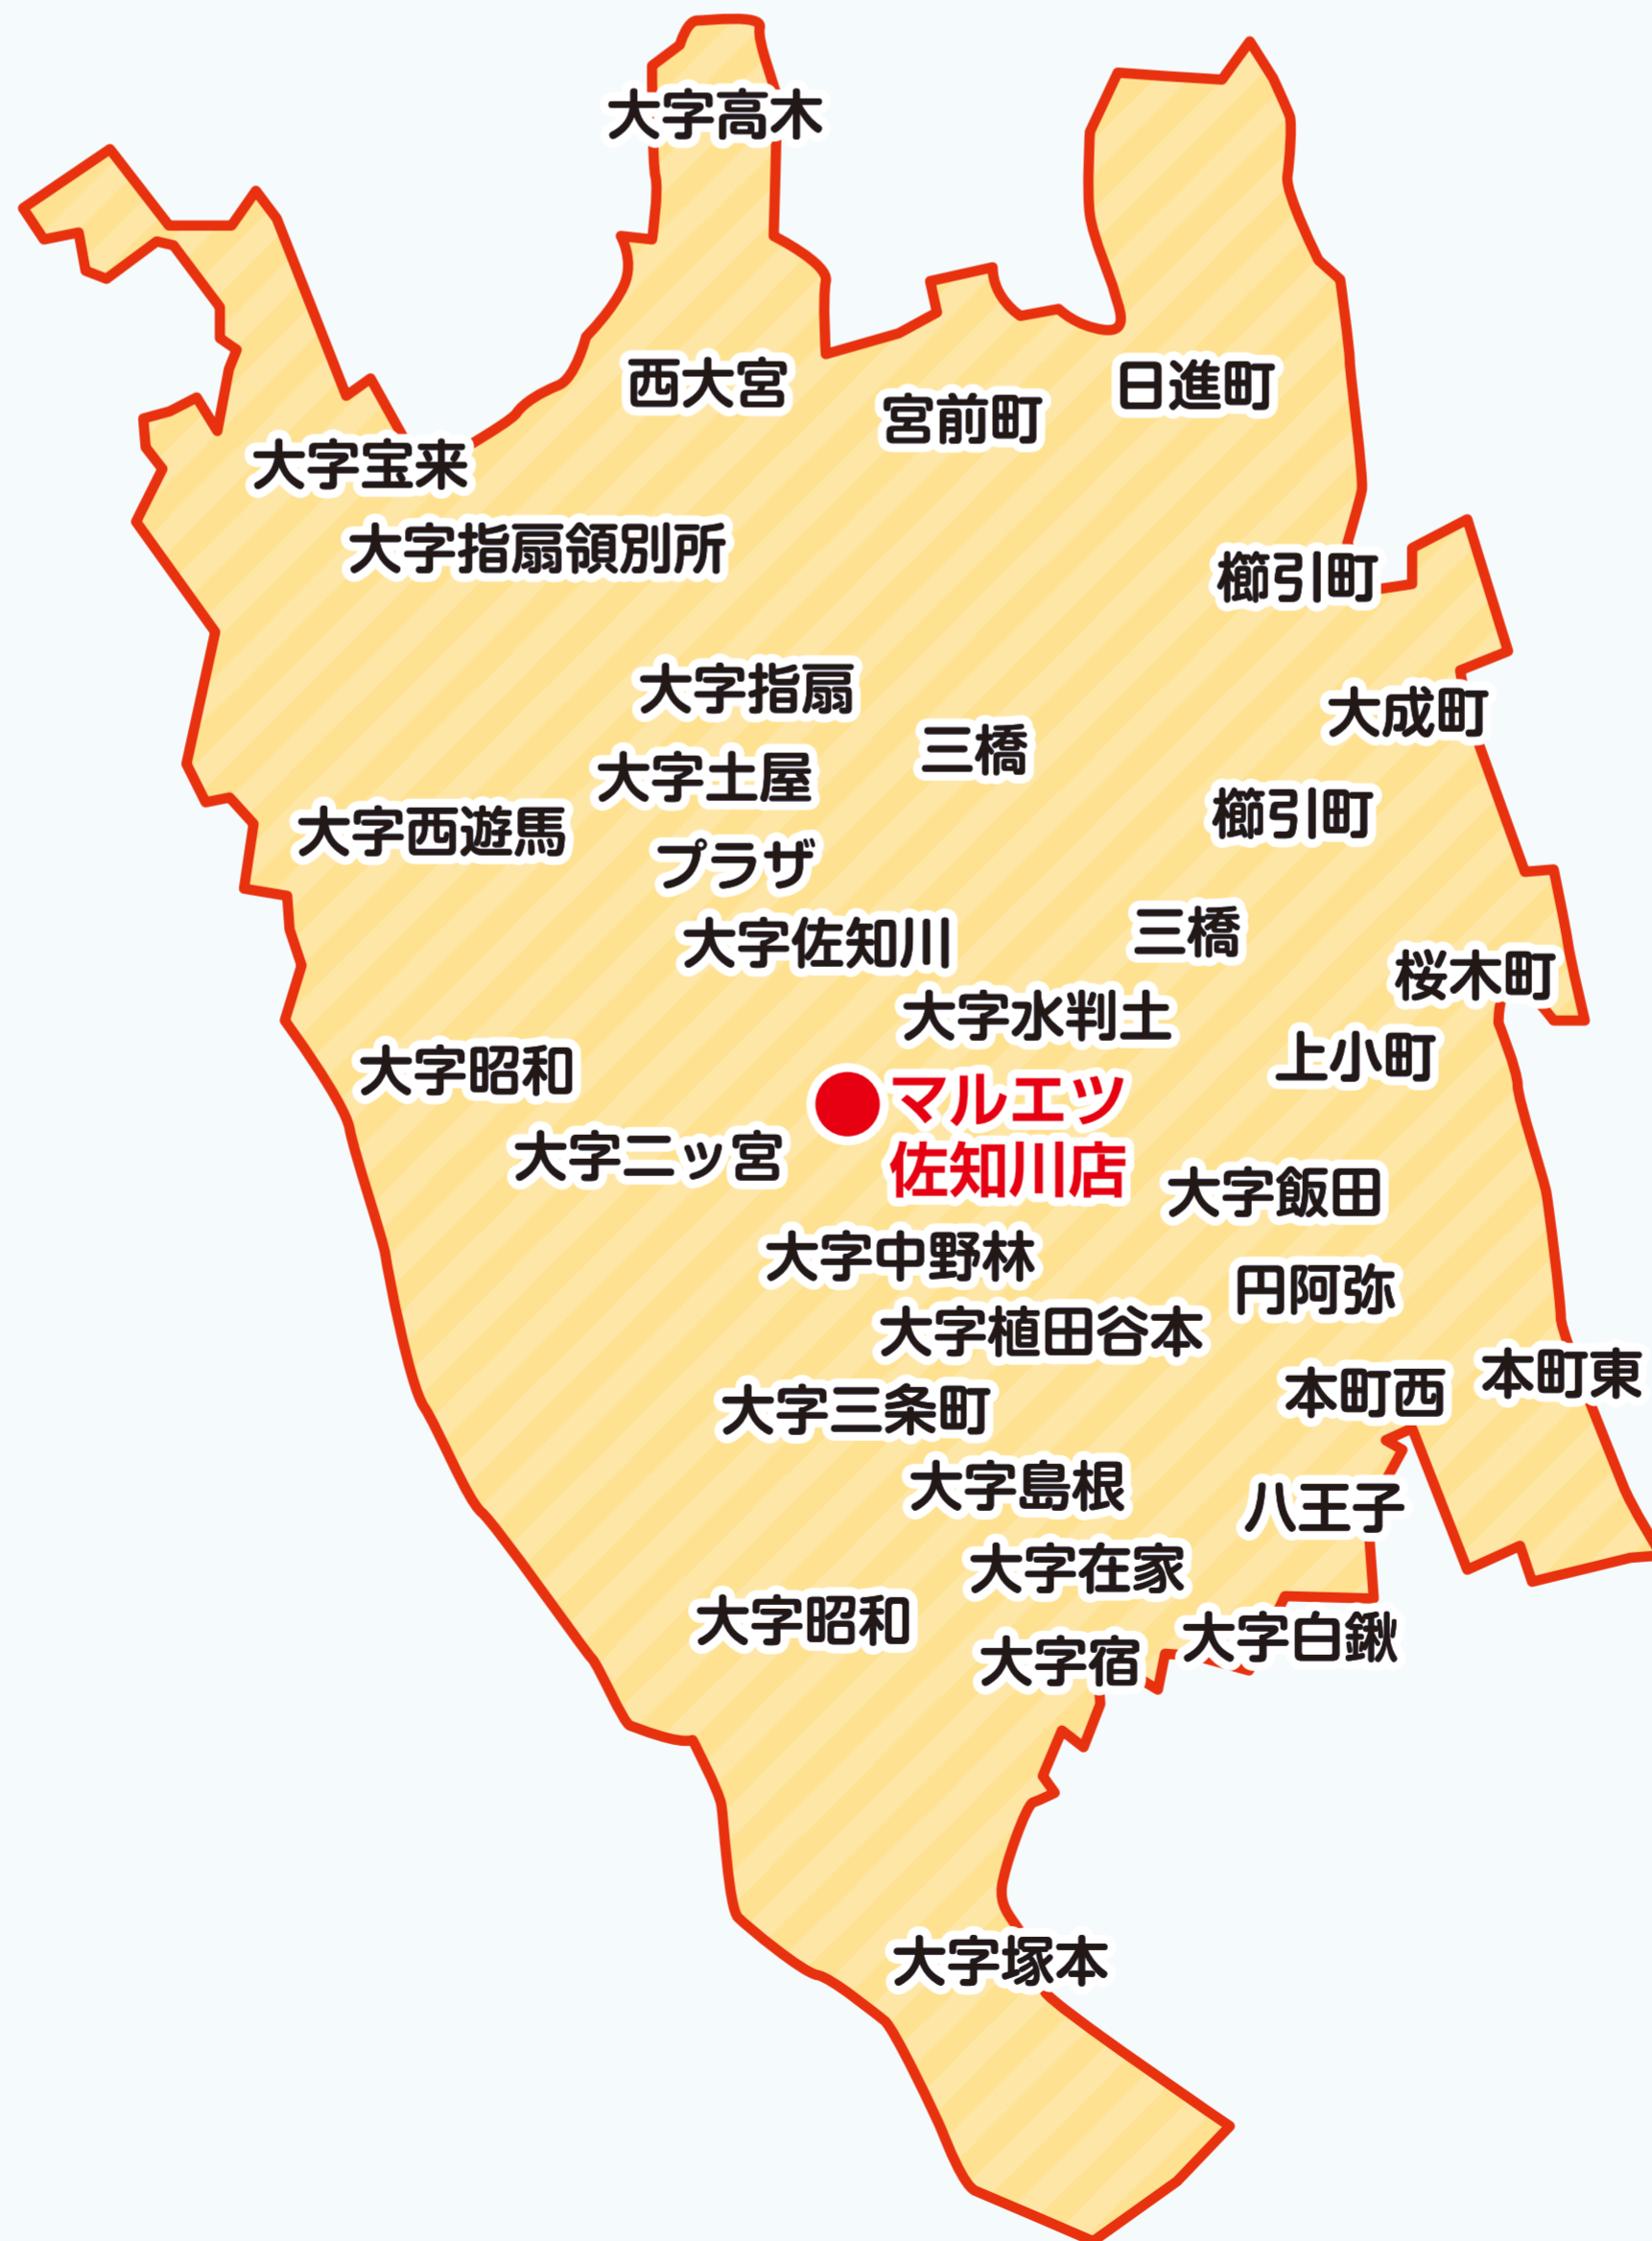 大字高木
西大宮
日進町
宮前町
大字宝来
大字指扇領別所
櫛引町
大字指扇
大成町
三橋
大字土屋
櫛引町
大字西遊馬
プラザ
三橋
大字佐知川
桜木町
大字水判土
上小町
大字昭和
マルエツ
佐知川店
大字二ッ宮
大字飯田
大字中野林
円阿弥
大字植田谷本
本町東
本町西
大字三条町
大字島根
八王子
大字在家
大字昭和
大字白鍬
大字宿
大字塚本